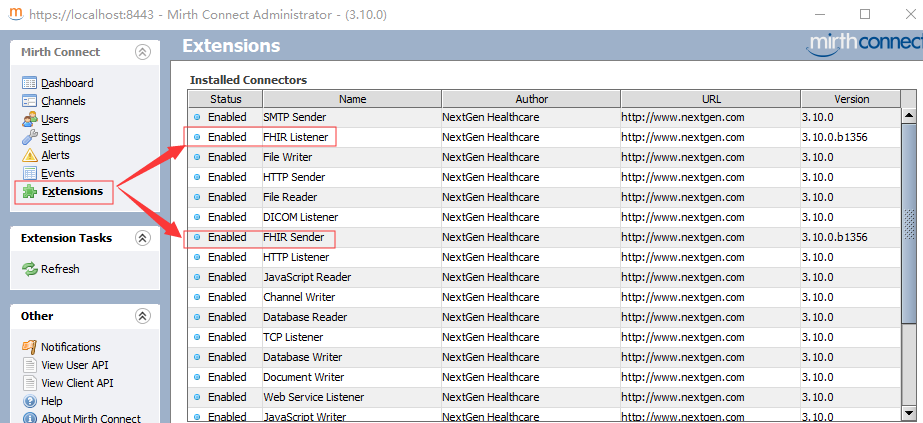 https://localhost:8443 - Mirth Connect Administrator - (3.10.0)
Mirth Connect
Dashboard
Channels
Users
Settings
Alerts
Events
Extensions
Extension Tasks
Refresh
Other
Notifications
View User API
View Client API
Help
About Mirth Connect
Extensions
mirth connect
Installed Connectors
Status Name Author URL Version
Enabled SMTP Sender NextGen Healthcare http://www.nextgen.com 3.10.0
Enabled FHIR Listener NextGen Healthcare http://www.nextgen.com 3.10.0.b1356
Enabled File Writer NextGen Healthcare http://www.nextgen.com 3.10.0
Enabled HTTP Sender NextGen Healthcare http://www.nextgen.com 3.10.0
Enabled File Reader NextGen Healthcare http://www.nextgen.com 3.10.0
Enabled DICOM Listener NextGen Healthcare http://www.nextgen.com 3.10.0
Enabled FHIR Sender NextGen Healthcare http://www.nextgen.com 3.10.0.b1356
Enabled HTTP Listener NextGen Healthcare http://www.nextgen.com 3.10.0
Enabled JavaScript Reader NextGen Healthcare http://www.nextgen.com 3.10.0
Enabled Channel Writer NextGen Healthcare http://www.nextgen.com 3.10.0
Enabled Database Reader NextGen Healthcare http://www.nextgen.com 3.10.0
Enabled TCP Listener NextGen Healthcare http://www.nextgen.com 3.10.0
Enabled Database Writer NextGen Healthcare http://www.nextgen.com 3.10.0
Enabled Document Writer NextGen Healthcare http://www.nextgen.com 3.10.0
Enabled Web Service Listener NextGen Healthcare http://www.nextgen.com 3.10.0
Enabled JavaScript Writer NextGen Healthcare http://www.nextgen.com 3.10.0